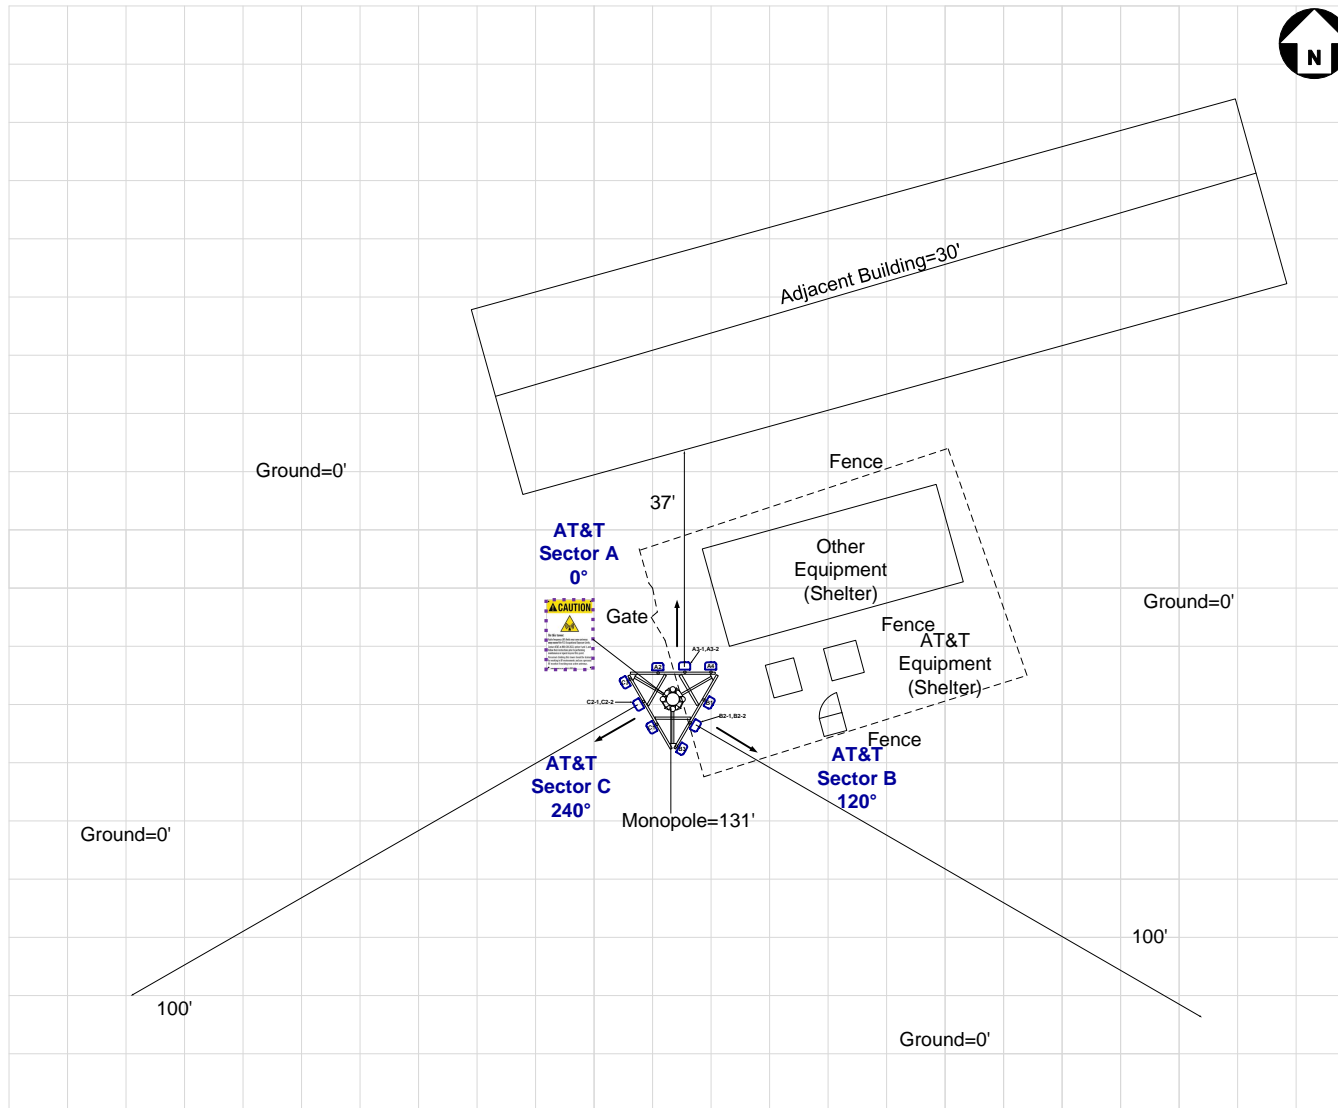 N
Adjacent Building=30'
Ground=0'
Fence
37'
AT&T
Sector A
0°
Other
Equipment
(Shelter)
CAUTION
Gate
Ground=0'
Fence
AT&T
Equipment
(Shelter)
A3-1,A3-2
A2
A4
C2-1,C2-2
B2-1,B2-2
Fence
AT&T
Sector C
240°
AT&T
Sector B
120°
Monopole=131'
Ground=0'
100'
100'
Ground=0'